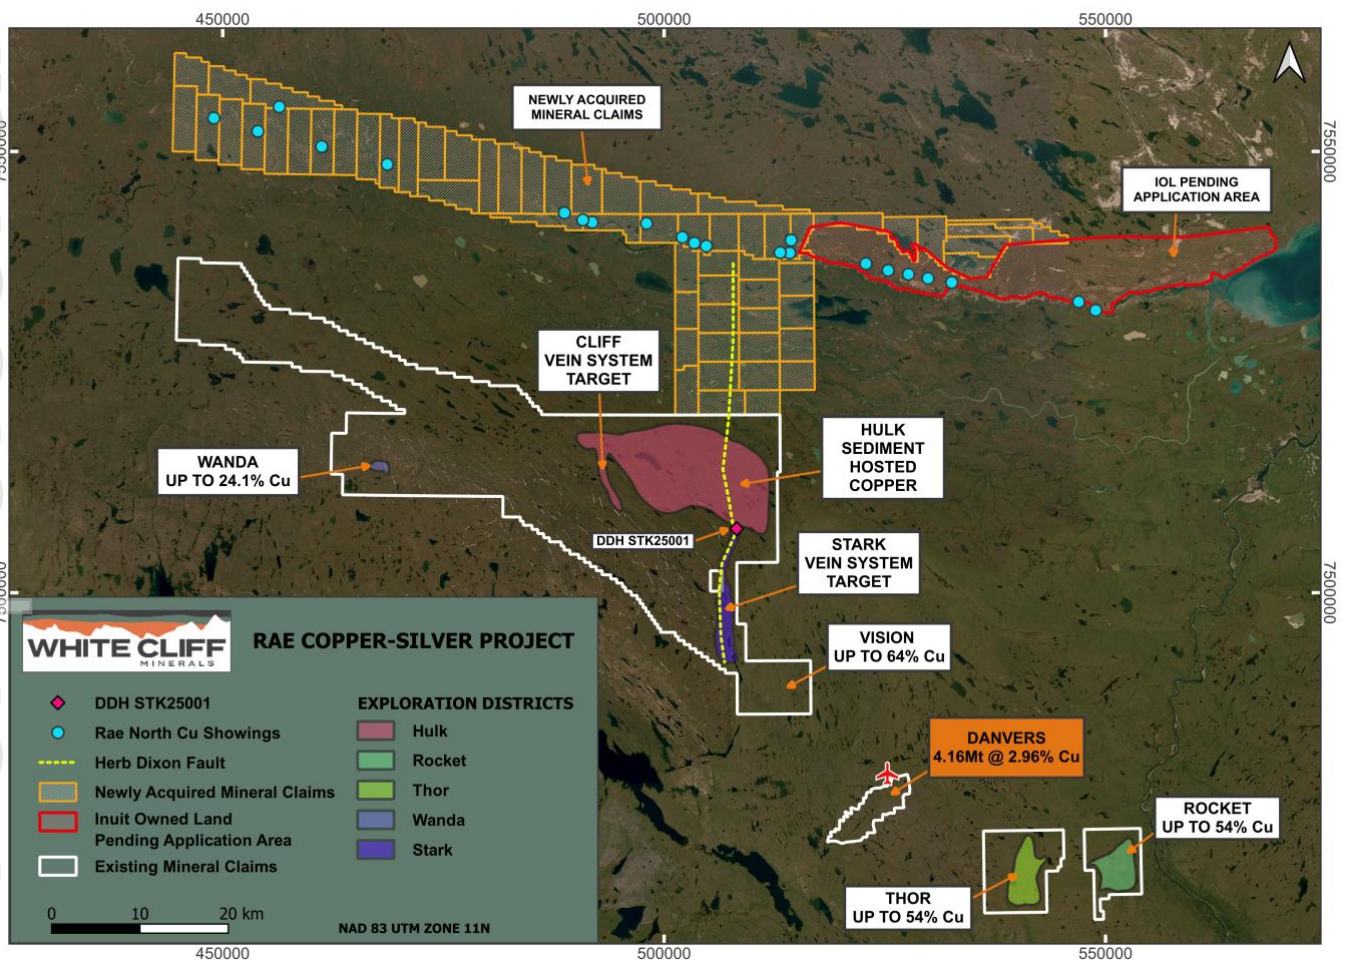 450000
500000
550000
NEWLY ACQUIRED
MINERAL CLAIMS
7550000
IOL PENDING
APPLICATION AREA
CLIFF
VEIN SYSTEM
TARGET
HULK
SEDIMENT
HOSTED
COPPER
WANDA
UP TO 24.1% Cu
DDH STK25001
STARK
VEIN SYSTEM
TARGET
7500000
VISION
UP TO 64% Cu
DANVERS
4.16Mt @ 2.96% Cu
ROCKET
UP TO 54% Cu
THOR
UP TO 54% Cu
WHITE CLIFF
MINERALS
RAE COPPER-SILVER PROJECT
DDH STK25001
Rae North Cu Showings
Herb Dixon Fault
Newly Acquired Mineral Claims
Inuit Owned Land
Pending Application Area
Existing Mineral Claims
EXPLORATION DISTRICTS
Hulk
Rocket
Thor
Wanda
Stark
0 10 20 km
NAD 83 UTM ZONE 11N
450000
500000
550000